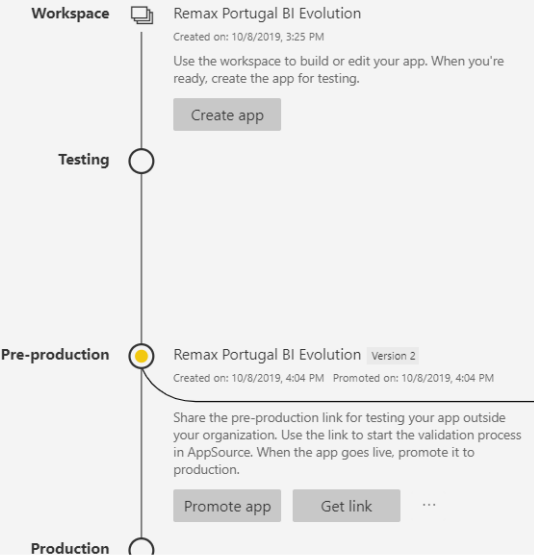 Workspace
Remax Portugal BI Evolution
Created on: 10/8/2019, 3:25 PM
Use the workspace to build or edit your app. When you're
ready, create the app for testing.
Create app
Testing
Pre-production
Remax Portugal BI Evolution Version 2
Created on: 10/8/2019, 4:04 PM Promoted on: 10/8/2019, 4:04 PM
Share the pre-production link for testing your app outside
your organization. Use the link to start the validation process
in AppSource. When the app goes live, promote it to
production.
Promote app
Get link
...
Production